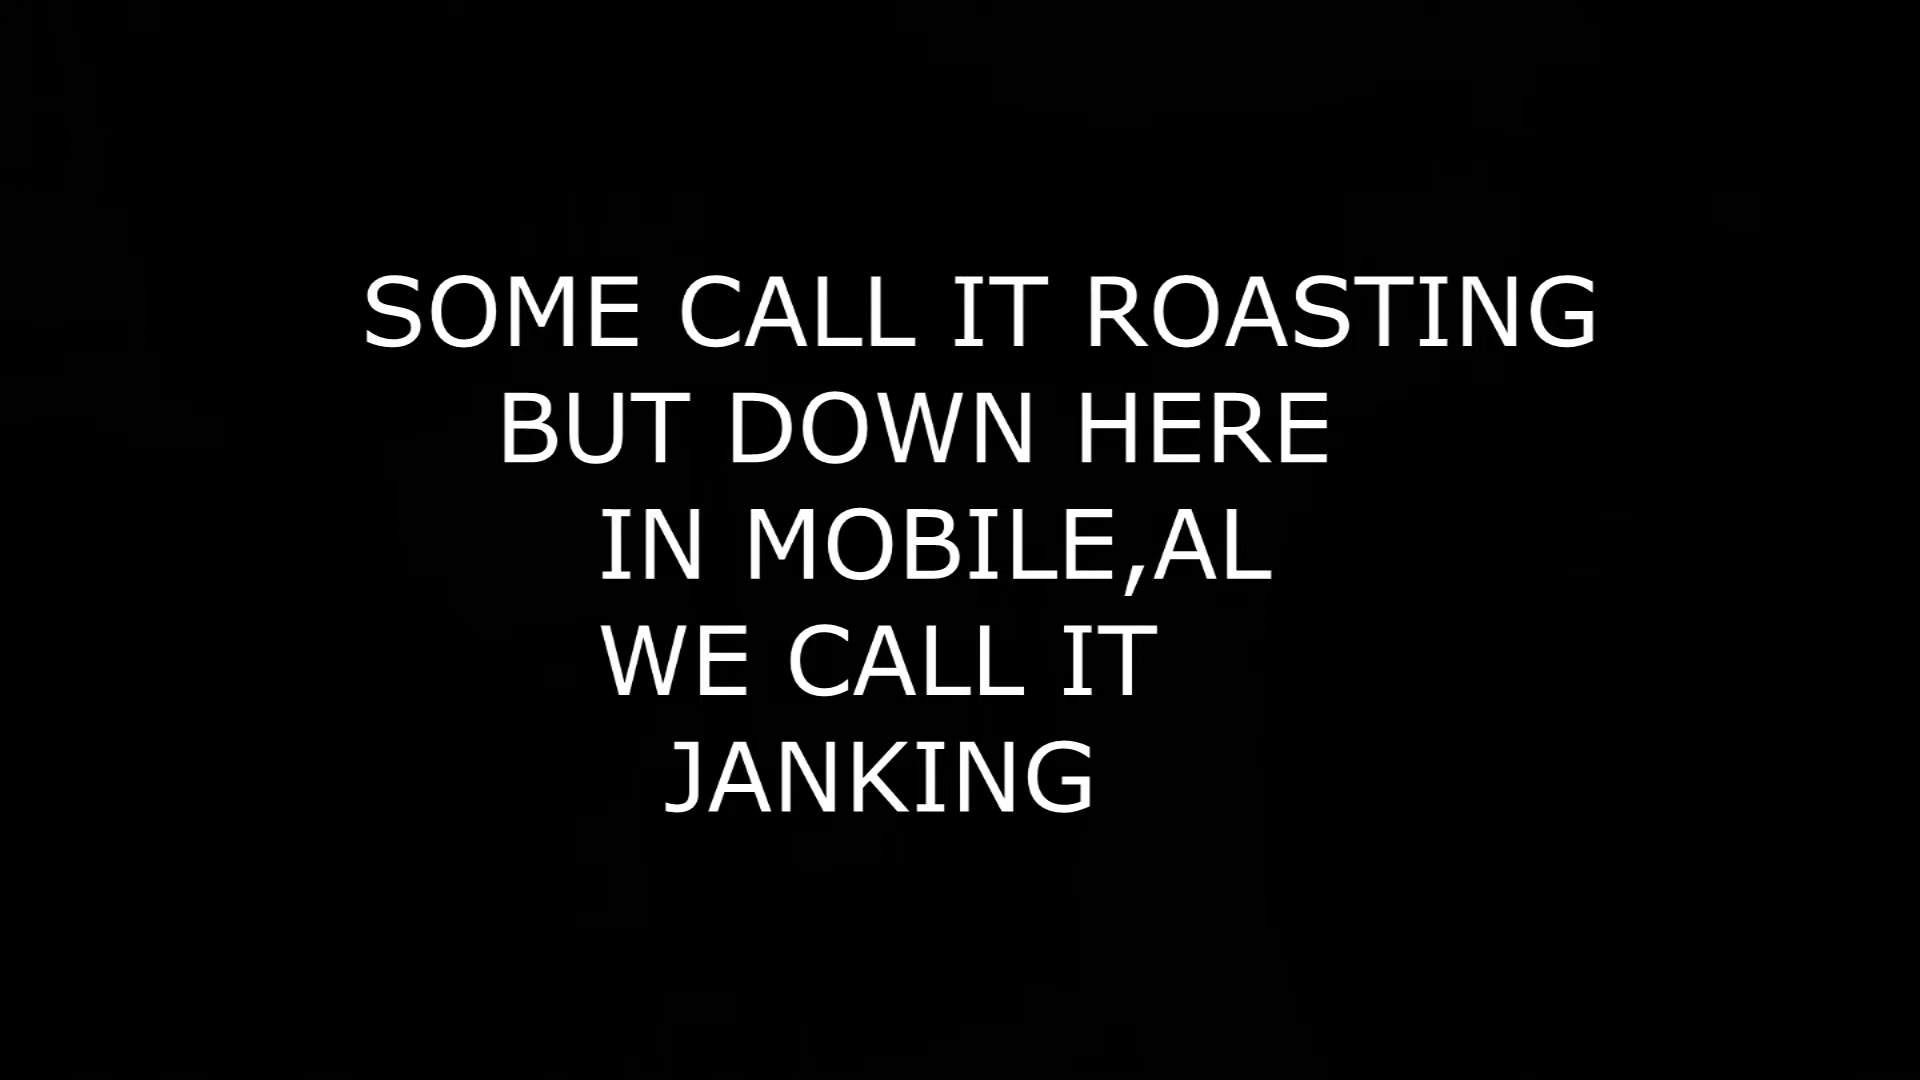 SOME CALL IT ROASTING
BUT DOWN HERE
IN MOBILE,AL
WE CALL IT
JANKING